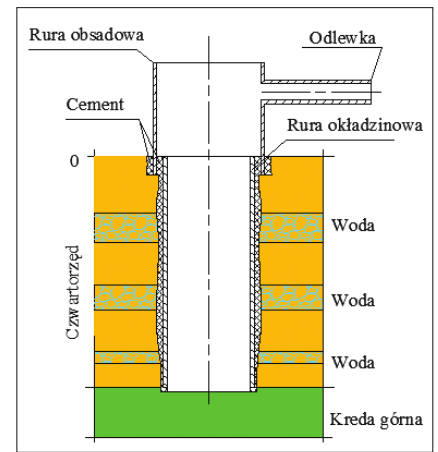 Rura obsadowa
Odlewka
Cement
Rura okładzinowa
0
Woda
Czwartorzęd
Woda
Woda
Kreda górna